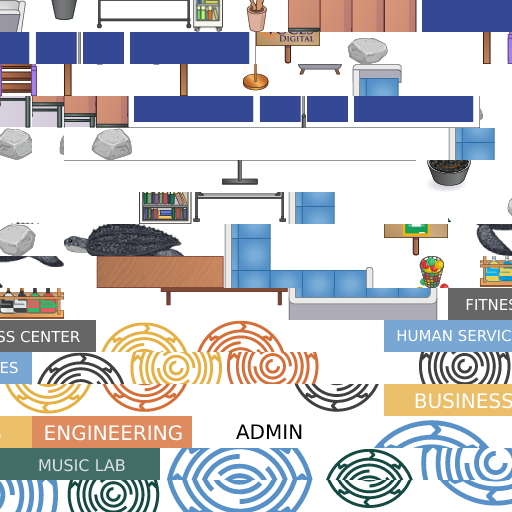 DIGITAL
FITNES
SS CENTER
HUMAN SERVIC
ES
BUSINESS
ENGINEERING
ADMIN
MUSIC LAB